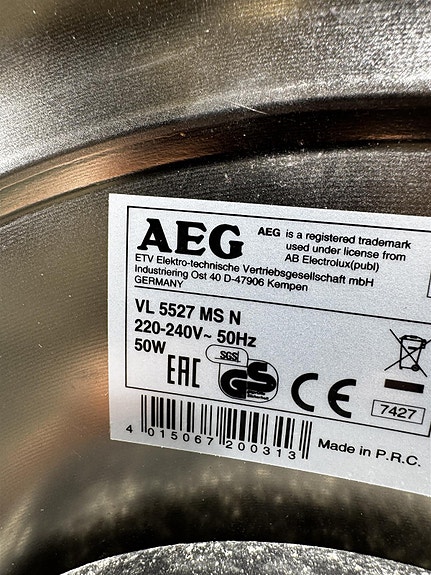 AEG
AEG is a registered trademark
used under license from
AB Electrolux(publ)
ETV Elektro-technische Vertriebsgesellschaft mbH
Industriering Ost 40 D-47906 Kempen
GERMANY
VL 5527 MS N
220-240V~ 50Hz
50W
EAC
SGS
GS
CE
7427
4 015067 200313
Made in P.R.C.